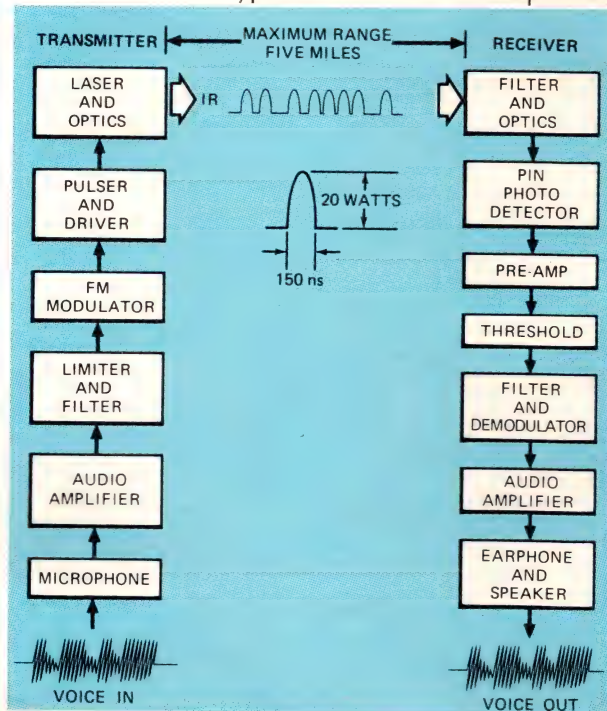 TRANSMITTER
MAXIMUM RANGE
FIVE MILES
RECEIVER
LASER
AND
OPTICS
IR
FILTER
AND
OPTICS
PULSER
AND
DRIVER
20 WATTS
150 ns
PIN
PHOTO
DETECTOR
FM
MODULATOR
PRE-AMP
THRESHOLD
LIMITER
AND
FILTER
FILTER
AND
DEMODULATOR
AUDIO
AMPLIFIER
AUDIO
AMPLIFIER
MICROPHONE
EARPHONE
AND
SPEAKER
VOICE IN
VOICE OUT